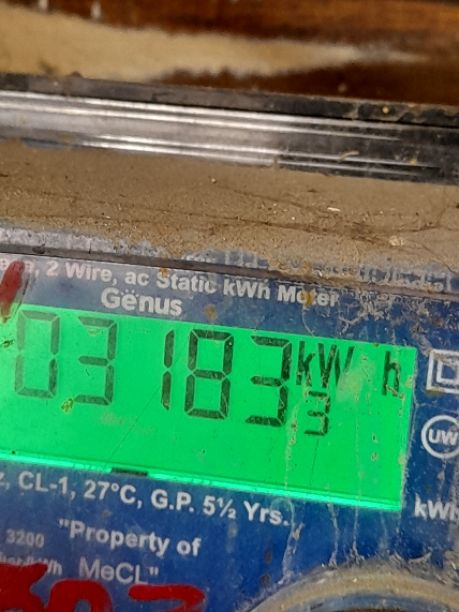 2 Wire, ac Static kWh Meter
Genus
03183 kW h
3
CL-1, 27°C, G.P. 5½ Yrs.
UW
3200 "Property of
MeCL"